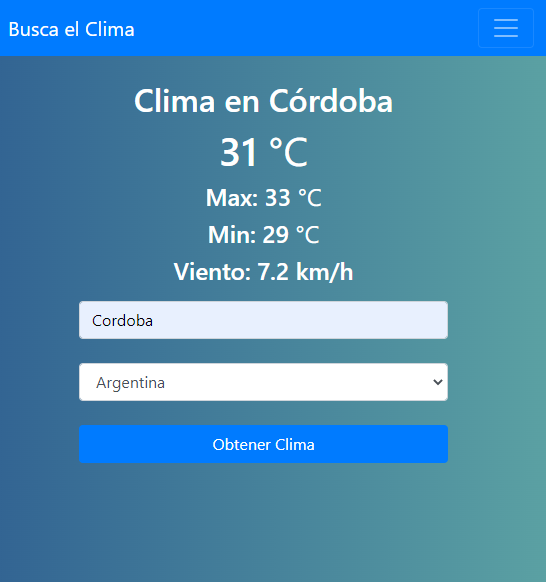 Busca el Clima
Clima en Córdoba
31 °C
Max: 33 °C
Min: 29 °C
Viento: 7.2 km/h
Cordoba
Argentina
Obtener Clima